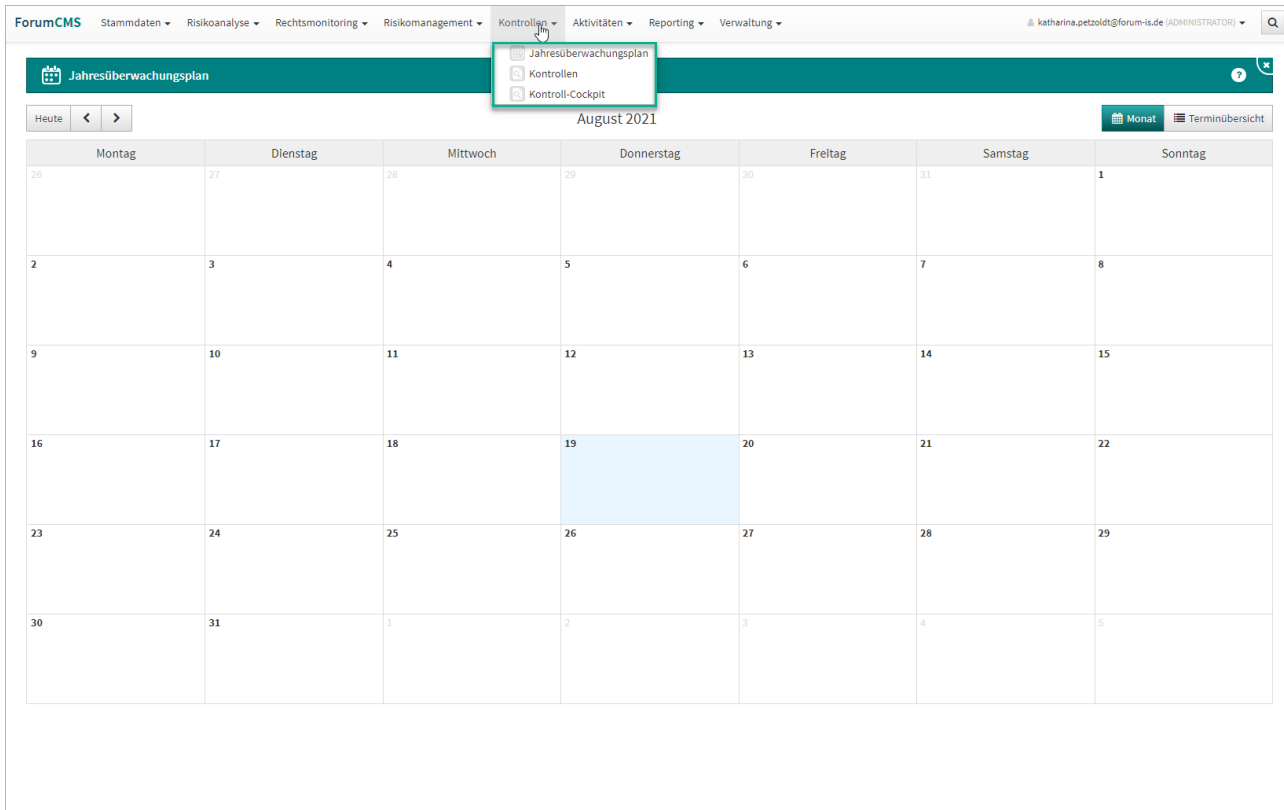 ForumCMS Stammdaten Risikoanalyse Rechtsmonitoring Risikomanagement Kontrollen Aktivitäten Reporting Verwaltung katharina.petzoldt@forum-is.de (ADMINISTRATOR)
Jahresüberwachungsplan
Kontrollen
Kontroll-Cockpit
Jahresüberwachungsplan ?
Heute August 2021 Monat Terminübersicht
Montag Dienstag Mittwoch Donnerstag Freitag Samstag Sonntag
26 27 28 29 30 31 1
2 3 4 5 6 7 8
9 10 11 12 13 14 15
16 17 18 19 20 21 22
23 24 25 26 27 28 29
30 31 1 2 3 4 5